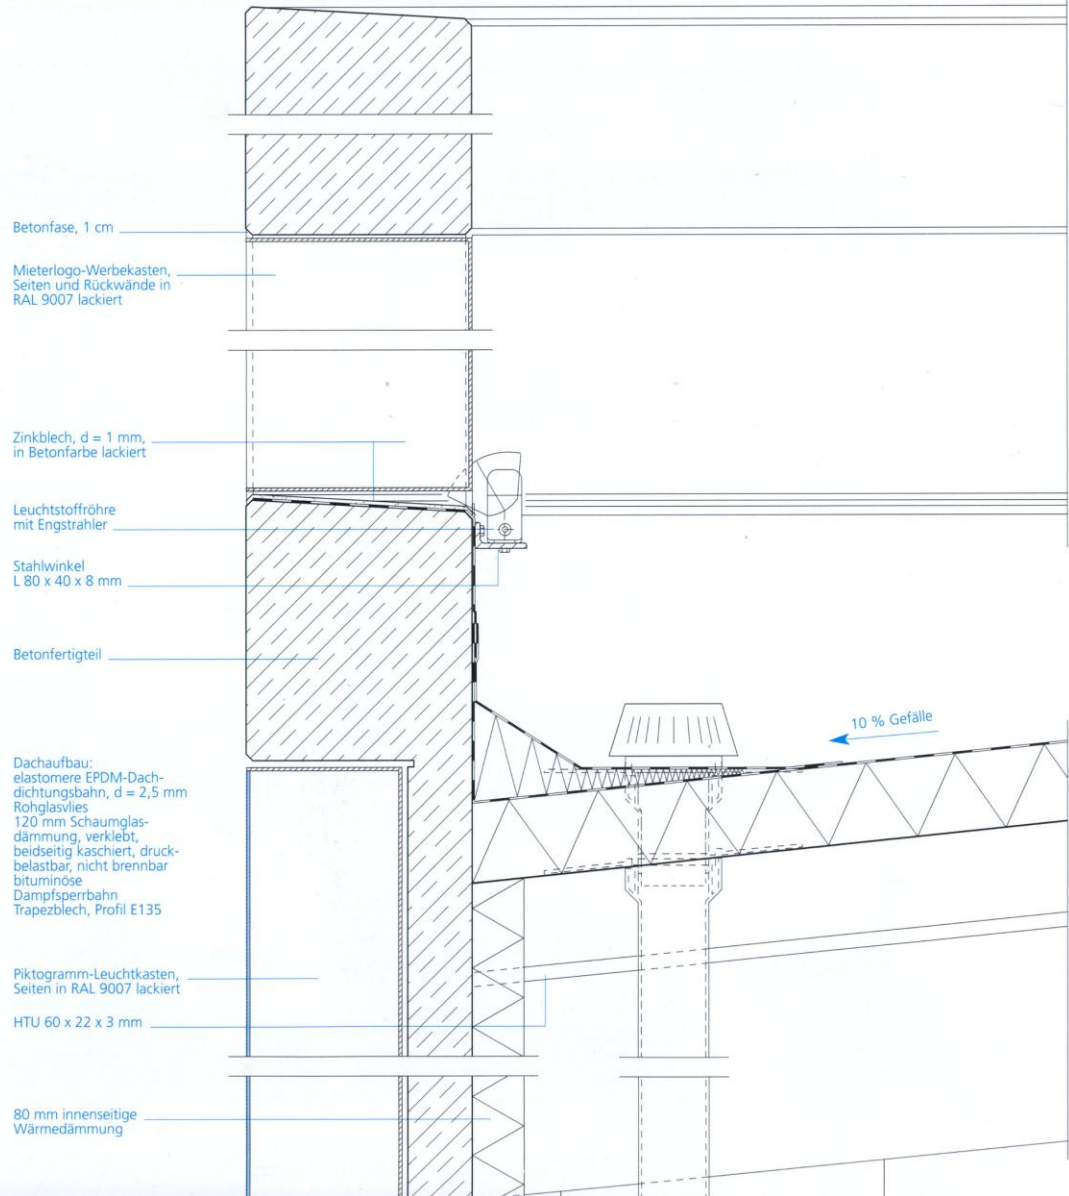 Betonfase, 1 cm
Mieterlogo-Werbekasten,
Seiten und Rückwände in
RAL 9007 lackiert
Zinkblech, d = 1 mm,
in Betonfarbe lackiert
Leuchtstoffröhre
mit Engstrahler
Stahlwinkel
L 80 x 40 x 8 mm
Betonfertigteil
10 % Gefälle
Dachaufbau:
elastomere EPDM-Dach-
dichtungsbahn, d = 2,5 mm
Rohglasvlies
120 mm Schaumglas-
dämmung, verklebt,
beidseitig kaschiert, druck-
belastbar, nicht brennbar
bituminöse
Dampfsperrbahn
Trapezblech, Profil E135
Piktogramm-Leuchtkasten,
Seiten in RAL 9007 lackiert
HTU 60 x 22 x 3 mm
80 mm innenseitige
Wärmedämmung